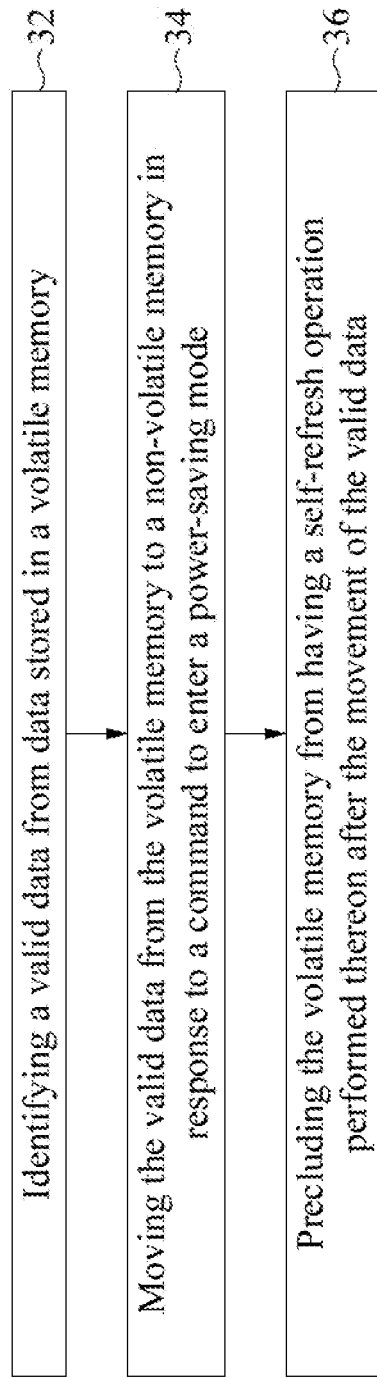 Identifying a valid data from data stored in a volatile memory
32
Moving the valid data from the volatile memory to a non-volatile memory in
response to a command to enter a power-saving mode
34
Precluding the volatile memory from having a self-refresh operation
performed thereon after the movement of the valid data
36